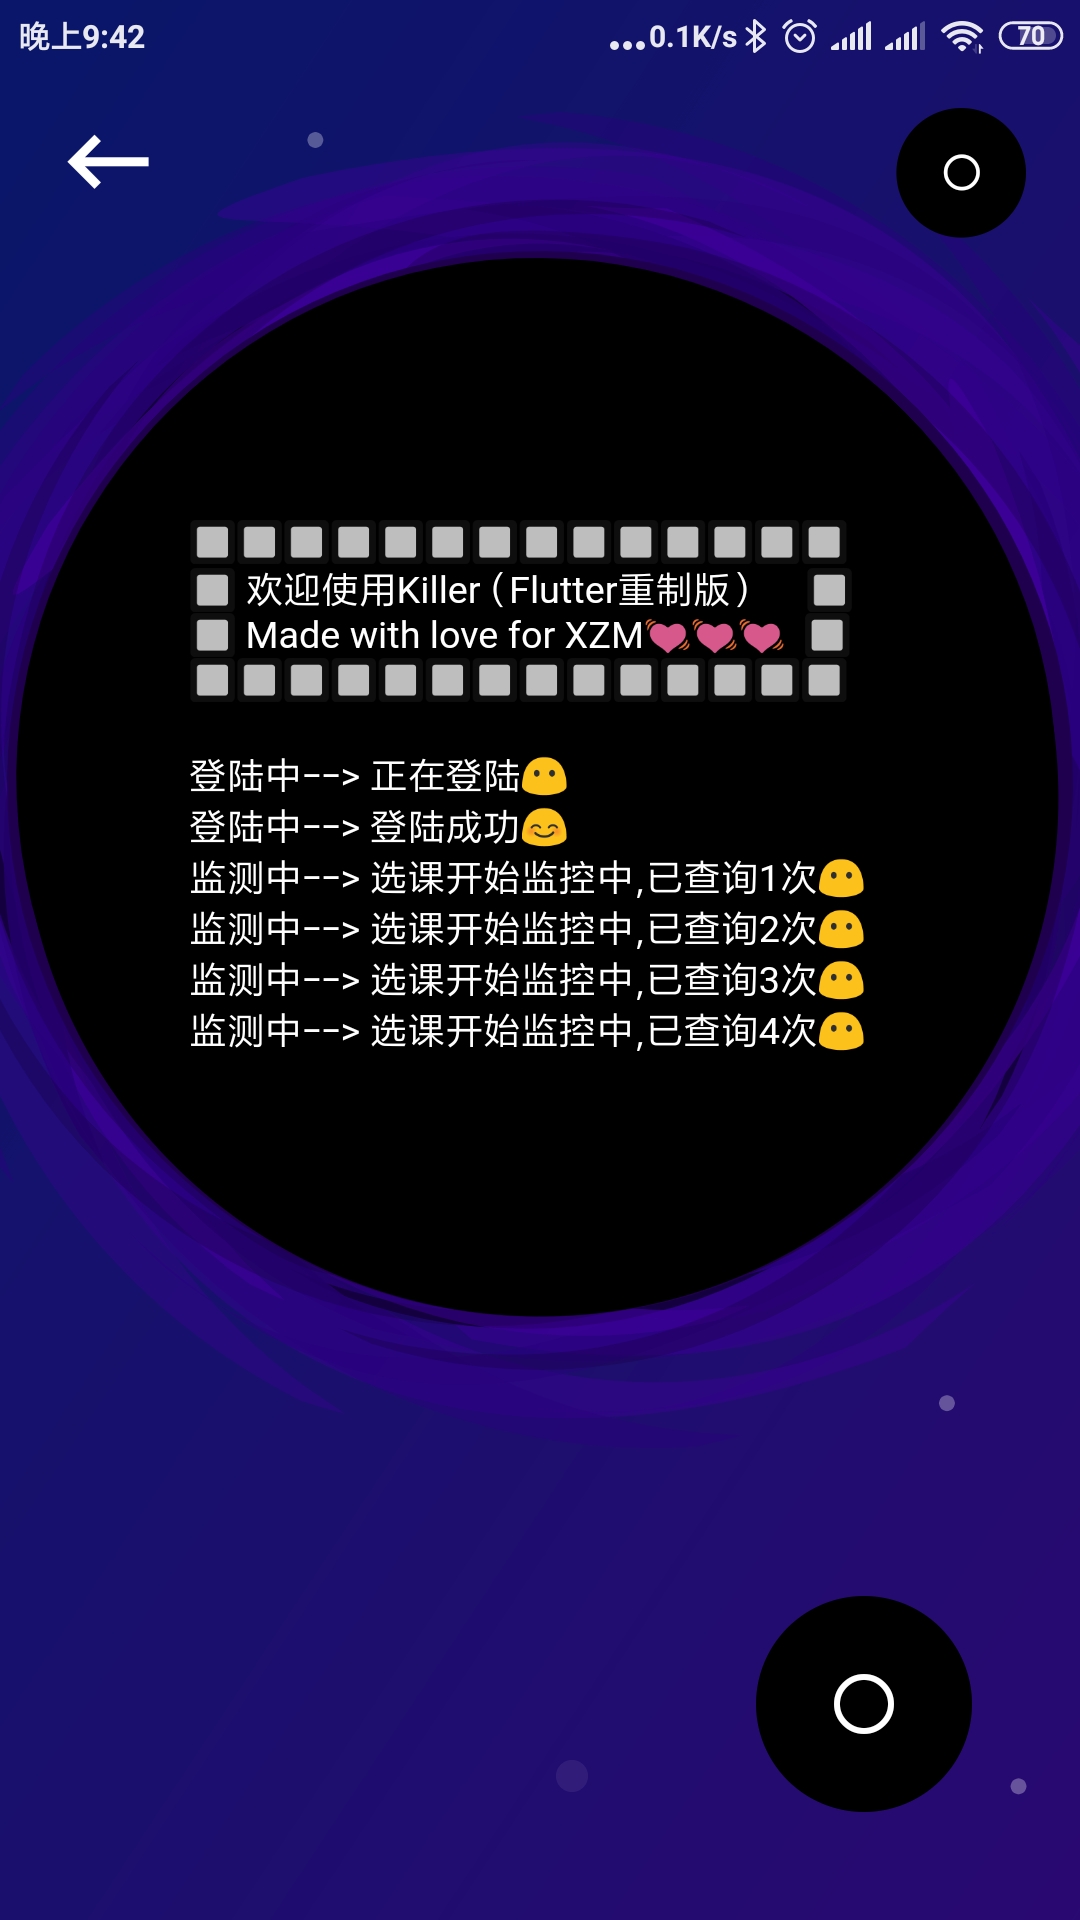 晚上9:42 ...0.1K/s 70
欢迎使用Killer（Flutter重制版）
Made with love for XZM💓💓💓
登陆中--> 正在登陆😶
登陆中--> 登陆成功😊
监测中--> 选课开始监控中,已查询1次😶
监测中--> 选课开始监控中,已查询2次😶
监测中--> 选课开始监控中,已查询3次😶
监测中--> 选课开始监控中,已查询4次😶